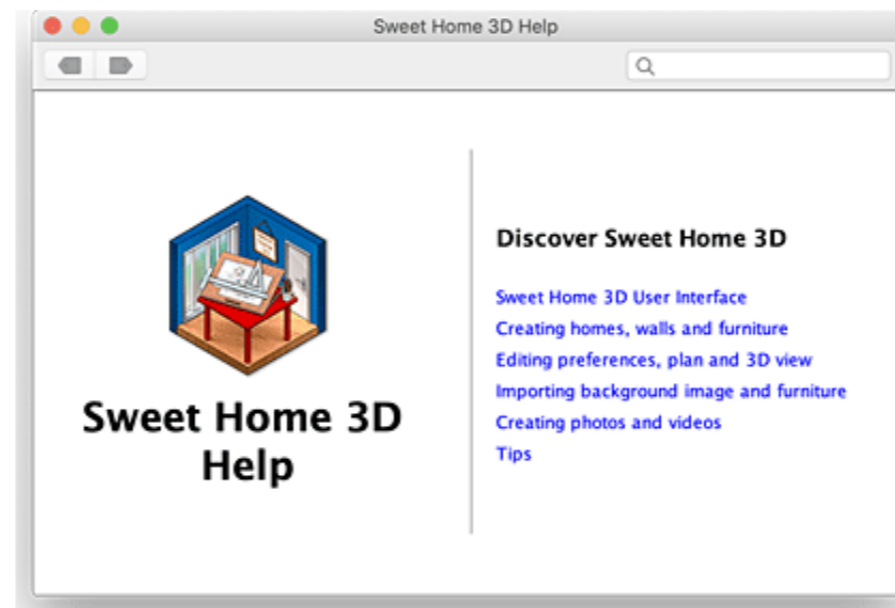 Sweet Home 3D Help
Sweet Home 3D
Help
Discover Sweet Home 3D
Sweet Home 3D User Interface
Creating homes, walls and furniture
Editing preferences, plan and 3D view
Importing background image and furniture
Creating photos and videos
Tips